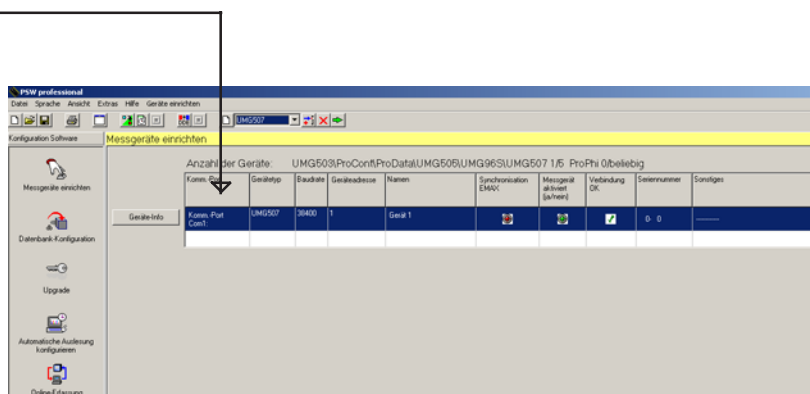 PSW professional
Datei Sprache Ansicht Extras Hilfe Geräte einrichten
UMG507
Konfiguration Software
Messgeräte einrichten
Anzahl der Geräte: UMG503\ProConf\ProData\UMG505\UMG96S\UMG507 1/5 ProPhi 0/beliebig
Komm.-Port Gerätetyp Baudrate Geräteadresse Namen Synchronisation EMAX Messgerät aktiviert (ja/nein) Verbindung OK Seriennummer Sonstiges
Geräte-Info Komm.-Port Com1: UMG507 38400 1 Gerät 1 0- 0 --------
Messgeräte einrichten
Datenbank-Konfiguration
Upgrade
Automatische Auslesung
konfigurieren
Online-Erfassung